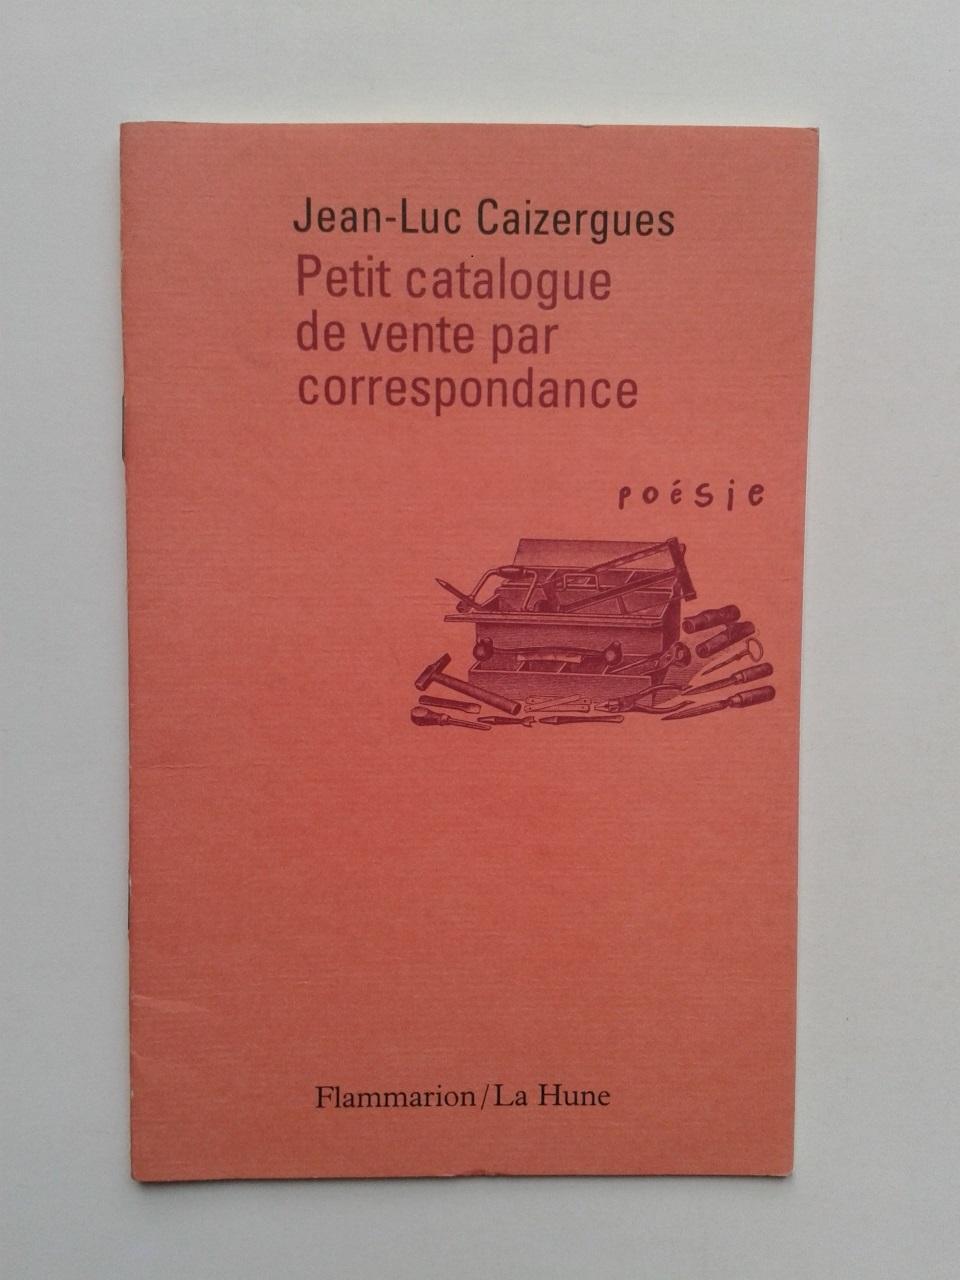 Jean-Luc Caizergues
Petit catalogue
de vente par
correspondance
poésie
Flammarion/La Hune